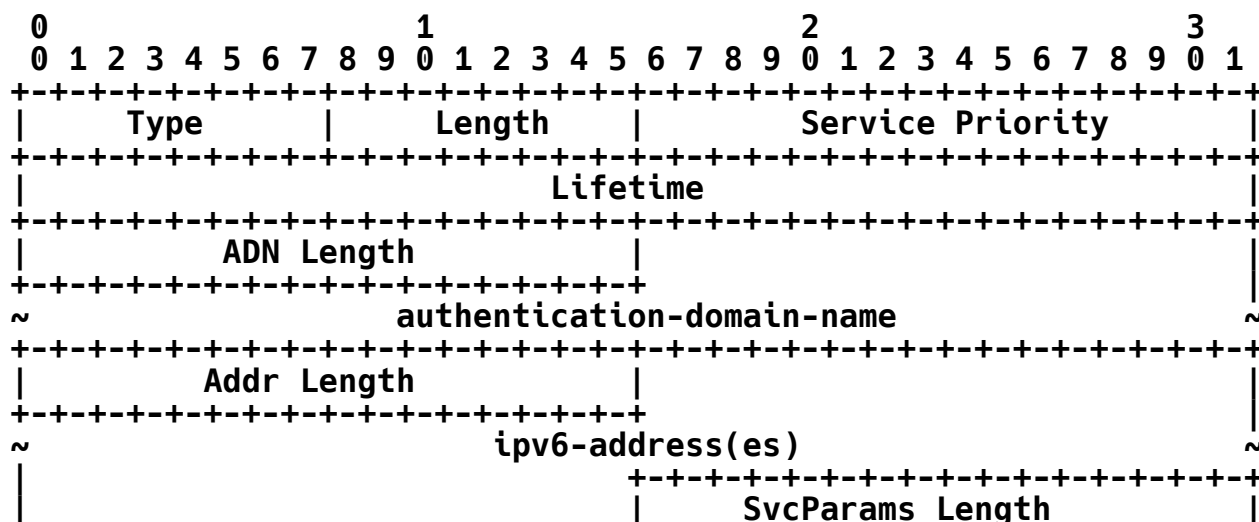 0                   1                   2                   3
 0 1 2 3 4 5 6 7 8 9 0 1 2 3 4 5 6 7 8 9 0 1 2 3 4 5 6 7 8 9 0 1
+-+-+-+-+-+-+-+-+-+-+-+-+-+-+-+-+-+-+-+-+-+-+-+-+-+-+-+-+-+-+-+-+
|     Type      |     Length    |        Service Priority       |
+-+-+-+-+-+-+-+-+-+-+-+-+-+-+-+-+-+-+-+-+-+-+-+-+-+-+-+-+-+-+-+-+
|                           Lifetime                            |
+-+-+-+-+-+-+-+-+-+-+-+-+-+-+-+-+-+-+-+-+-+-+-+-+-+-+-+-+-+-+-+-+
|          ADN Length           |                               |
+-+-+-+-+-+-+-+-+-+-+-+-+-+-+-+-+                               |
~                   authentication-domain-name                  ~
+-+-+-+-+-+-+-+-+-+-+-+-+-+-+-+-+-+-+-+-+-+-+-+-+-+-+-+-+-+-+-+-+
|         Addr Length           |                               |
+-+-+-+-+-+-+-+-+-+-+-+-+-+-+-+-+                               |
~                        ipv6-address(es)                       ~
|                               +-+-+-+-+-+-+-+-+-+-+-+-+-+-+-+-+
|                               |     SvcParams Length          |